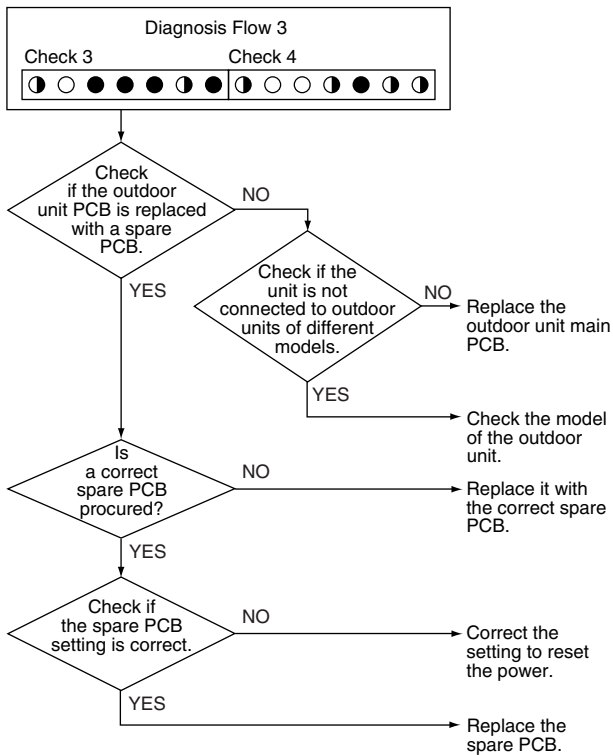 Diagnosis Flow 3
Check 3
Check 4
Check
if the outdoor
unit PCB is replaced
with a spare
PCB.
NO
YES
Check if the
unit is not
connected to outdoor
units of different
models.
NO
Replace the
outdoor unit main
PCB.
YES
Check the model
of the outdoor
unit.
Is
a correct
spare PCB
procured?
NO
Replace it with
the correct spare
PCB.
YES
Check if
the spare PCB
setting is correct.
NO
Correct the
setting to reset
the power.
YES
Replace the
spare PCB.